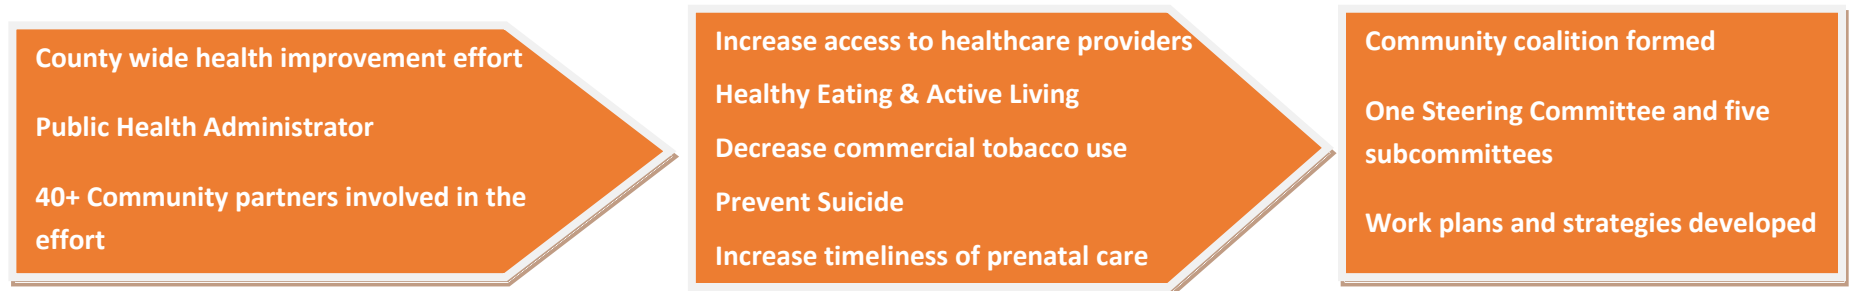 County wide health improvement effort
Public Health Administrator
40+ Community partners involved in the
effort
Increase access to healthcare providers
Healthy Eating & Active Living
Decrease commercial tobacco use
Prevent Suicide
Increase timeliness of prenatal care
Community coalition formed
One Steering Committee and five
subcommittees
Work plans and strategies developed